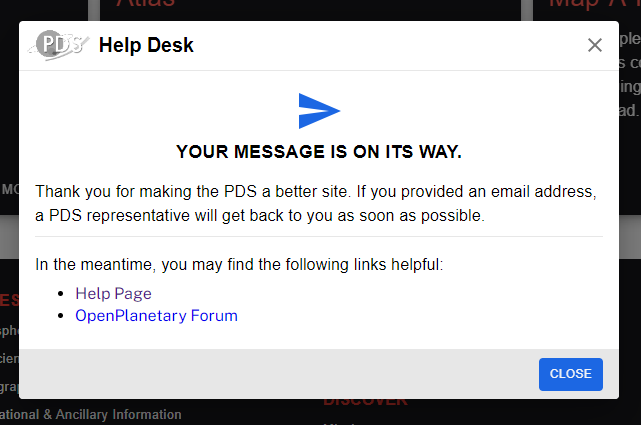 Atlas
Map-A-
PDS Help Desk
YOUR MESSAGE IS ON ITS WAY.
Thank you for making the PDS a better site. If you provided an email address,
a PDS representative will get back to you as soon as possible.
In the meantime, you may find the following links helpful:
Help Page
OpenPlanetary Forum
CLOSE
DISCOVER
ational & Ancillary Information